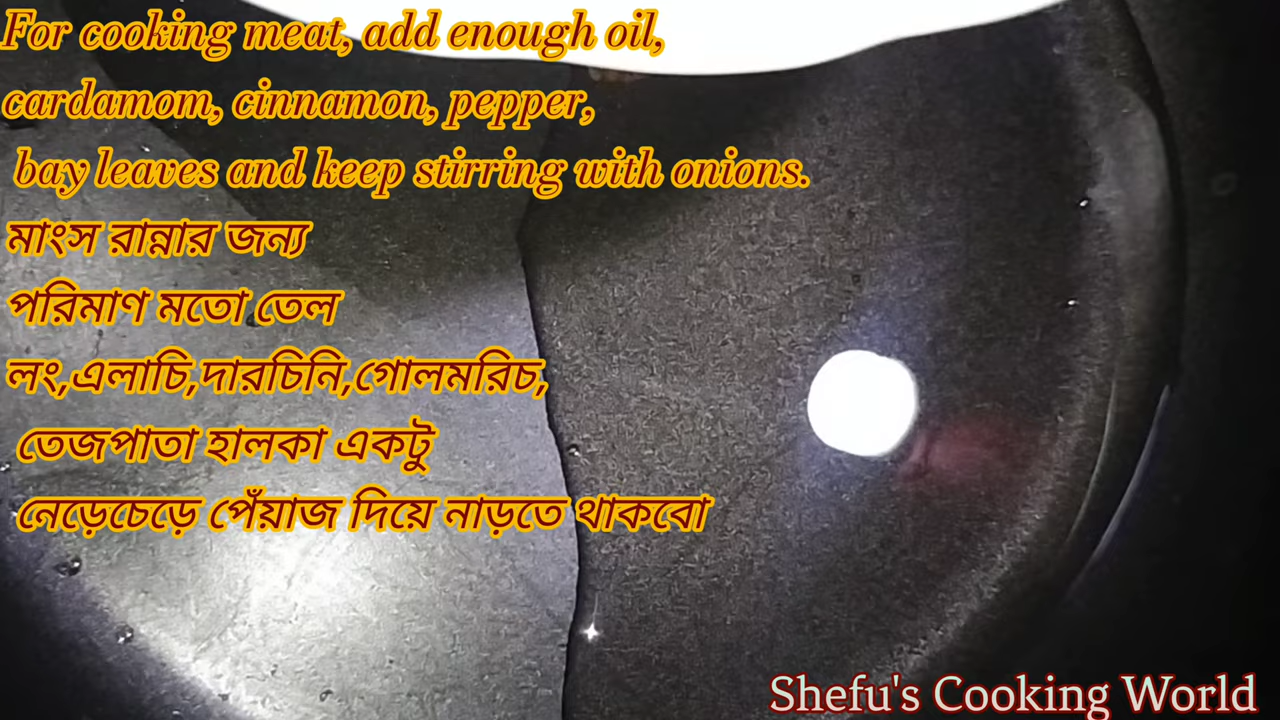 For cooking meat, add enough oil,
cardamom, cinnamon, pepper,
bay leaves and keep stirring with onions.
মাংস রান্নার জন্য
পরিমাণ মতো তেল
লং,এলাচি,দারচিনি,গোলমরিচ,
তেজপাতা হালকা একটু
নেড়েচেড়ে পেঁয়াজ দিয়ে নাড়তে থাকবো
Shefu's Cooking World